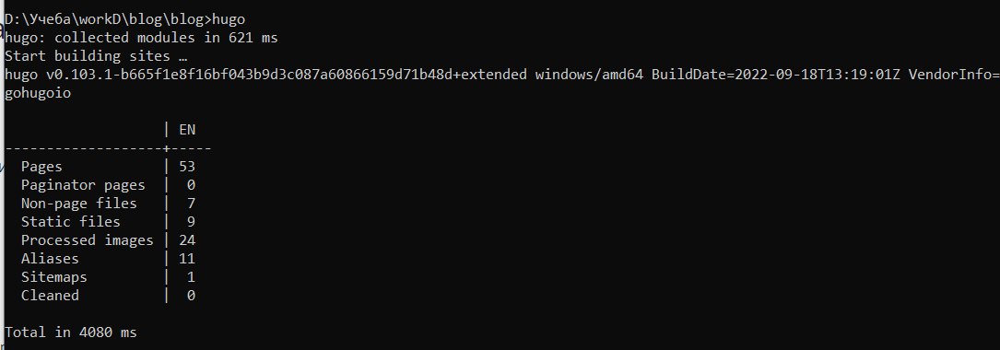 D:\Учеба\workD\blog\blog>hugo
hugo: collected modules in 621 ms
Start building sites …
hugo v0.103.1-b665f1e8f16bf043b9d3c087a60866159d71b48d+extended windows/amd64 BuildDate=2022-09-18T13:19:01Z VendorInfo=
gohugoio
                   | EN
-------------------+-----
  Pages            | 53
  Paginator pages  |  0
  Non-page files   |  7
  Static files     |  9
  Processed images | 24
  Aliases          | 11
  Sitemaps         |  1
  Cleaned          |  0
Total in 4080 ms